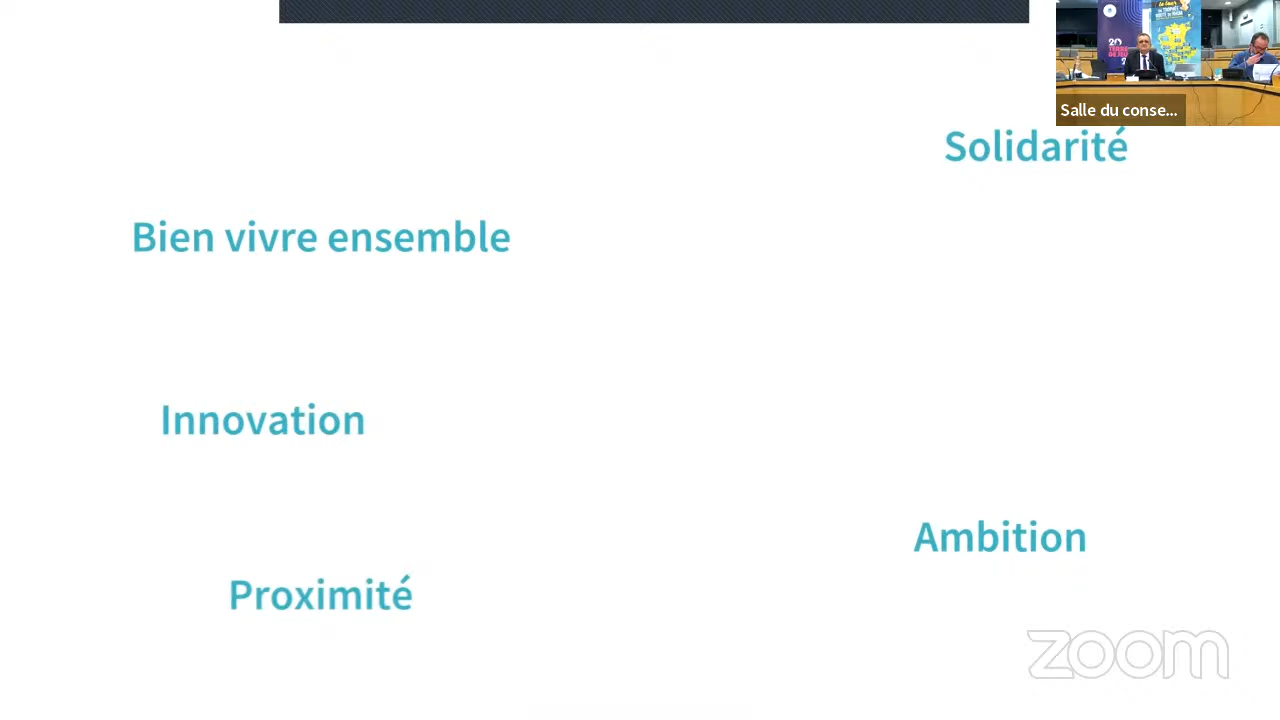 Salle du conse...
Solidarité
Bien vivre ensemble
Innovation
Ambition
Proximité
zoom